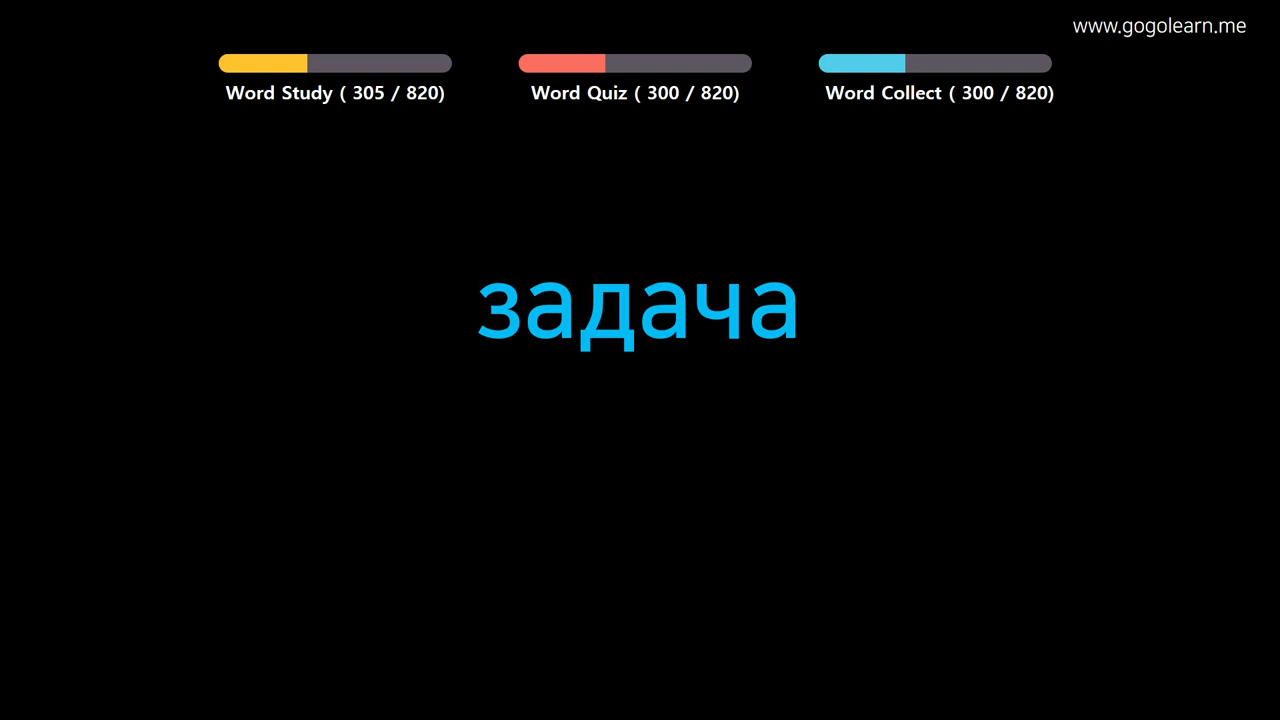 www.gogolearn.me
Word Study ( 305 / 820)
Word Quiz ( 300 / 820)
Word Collect ( 300 / 820)
задача